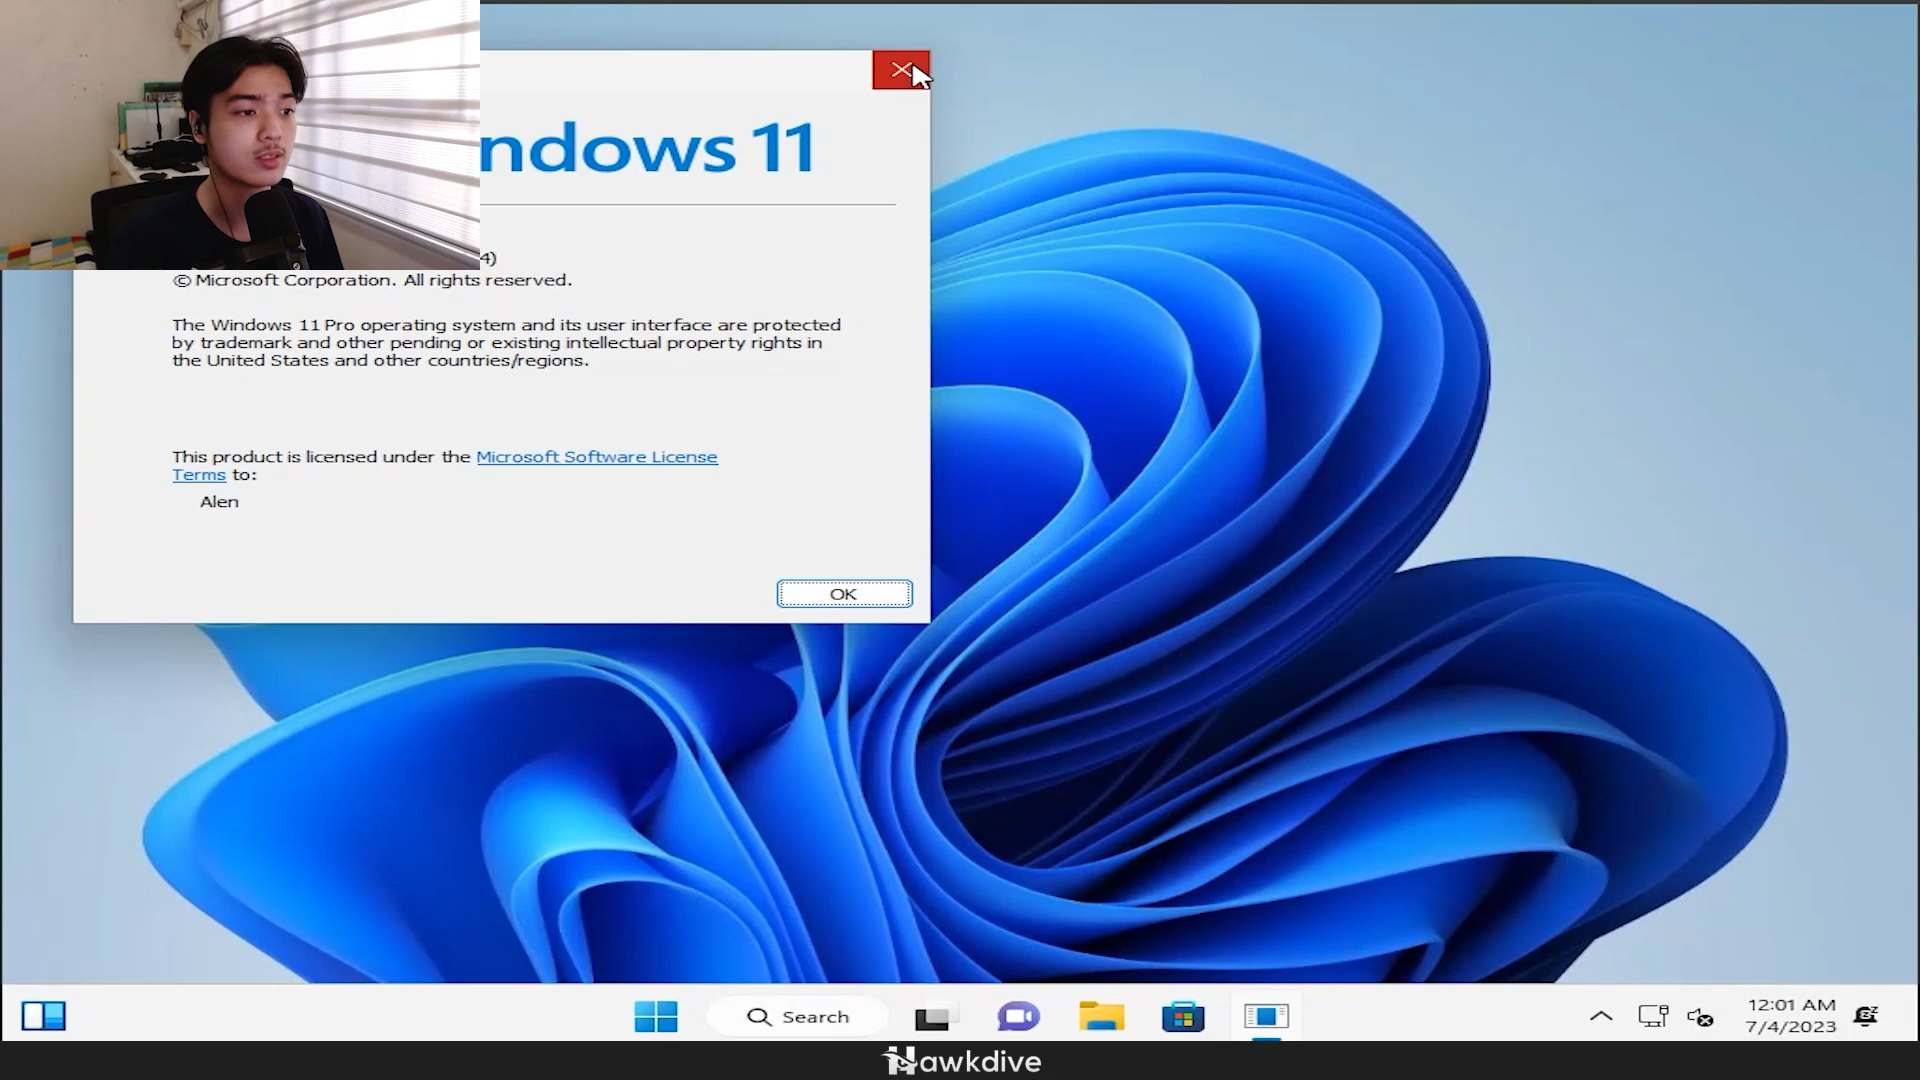 ndows 11
4)
© Microsoft Corporation. All rights reserved.
The Windows 11 Pro operating system and its user interface are protected
by trademark and other pending or existing intellectual property rights in
the United States and other countries/regions.
This product is licensed under the Microsoft Software License
Terms to:
Alen
OK
Search
12:01 AM
7/4/2023
Hawkdive